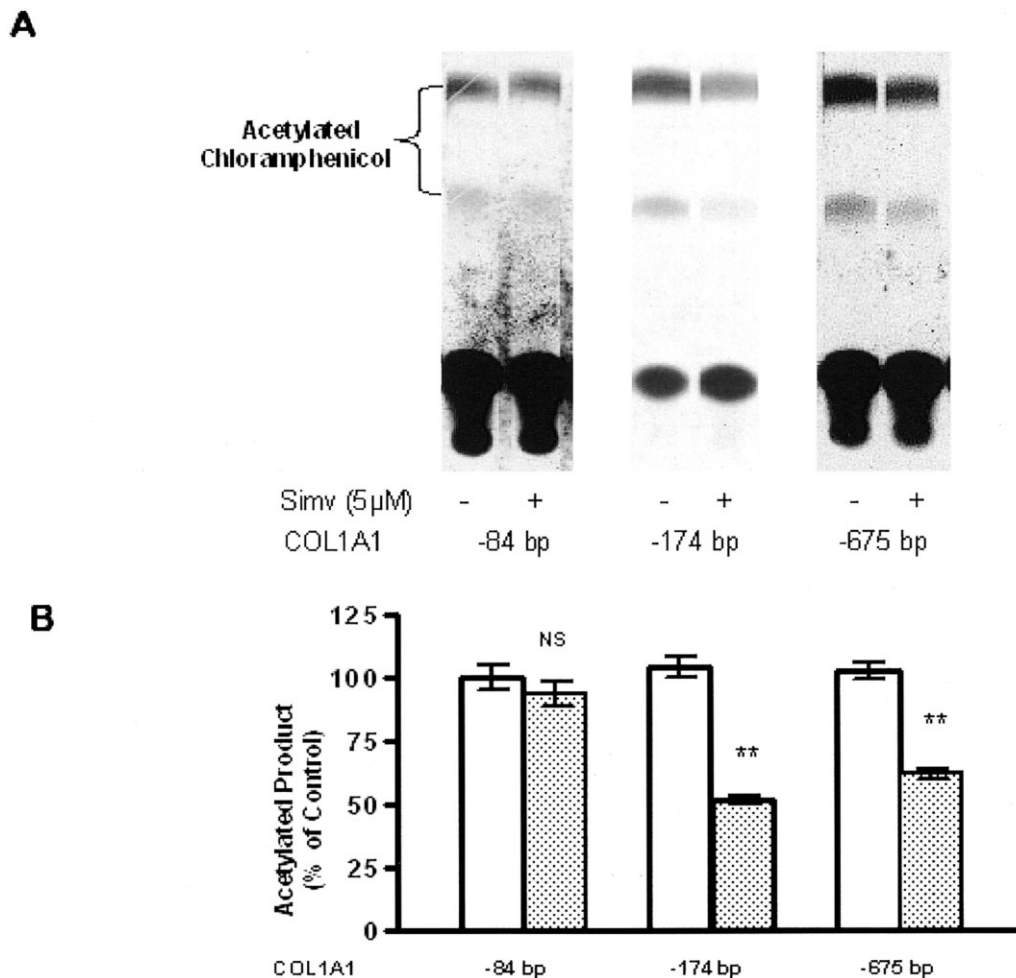 A
Acetylated
Chloramphenicol
Simv (5µM) - + - + - +
COL1A1 -84 bp -174 bp -675 bp
B
Acetylated Product
(% of Control)
125
100
75
50
25
0
NS
**
**
COL1A1 -84 bp -174 bp -675 bp